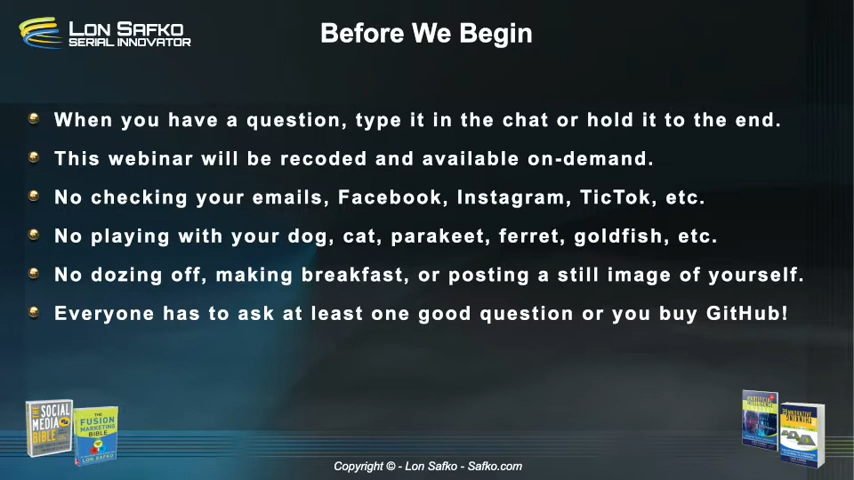 LON SAFKO
SERIAL INNOVATOR
Before We Begin
When you have a question, type it in the chat or hold it to the end.
This webinar will be recoded and available on-demand.
No checking your emails, Facebook, Instagram, TicTok, etc.
No playing with your dog, cat, parakeet, ferret, goldfish, etc.
No dozing off, making breakfast, or posting a still image of yourself.
Everyone has to ask at least one good question or you buy GitHub!
THE
SOCIAL
MEDIA
BIBLE
THE
FUSION
MARKETING
BIBLE
LON SAFKO
Copyright © - Lon Safko - Safko.com